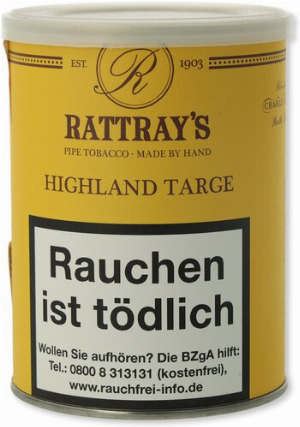 EST. R 1903
RATTRAY'S
PIPE TOBACCO · MADE BY HAND
HIGHLAND TARGE
Rauchen
ist tödlich
Wollen Sie aufhören? Die BZgA hilft:
Tel.: 0800 8 313131 (kostenfrei),
www.rauchfrei-info.de